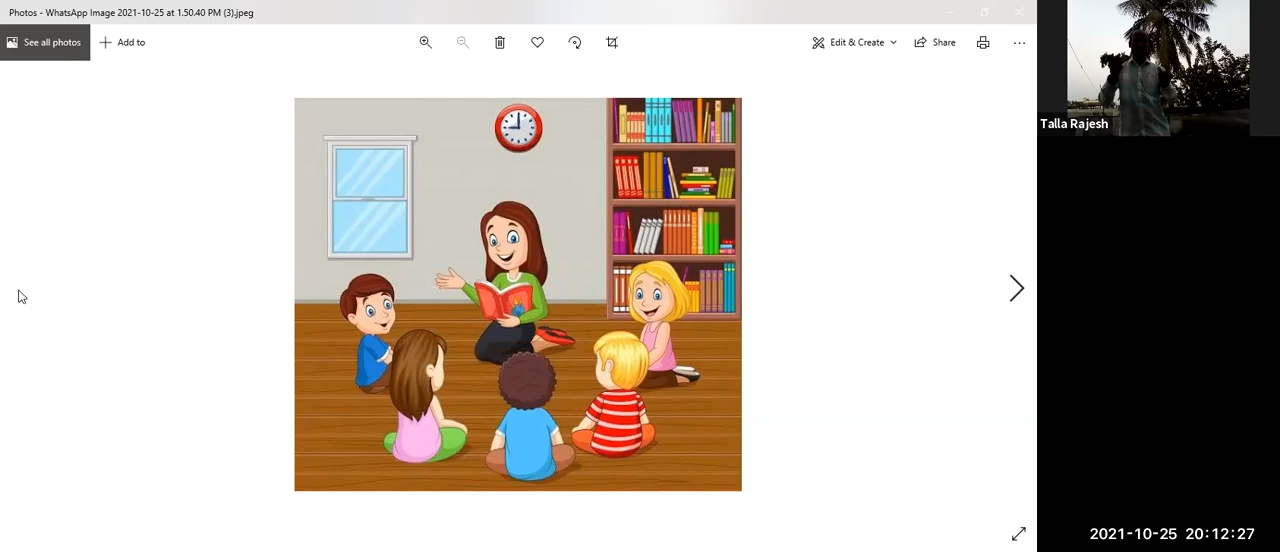 Photos - WhatsApp Image 2021-10-25 at 1.50.40 PM (3).jpeg
See all photos
Add to
Edit & Create
Share
Talla Rajesh
2021-10-25 20:12:27